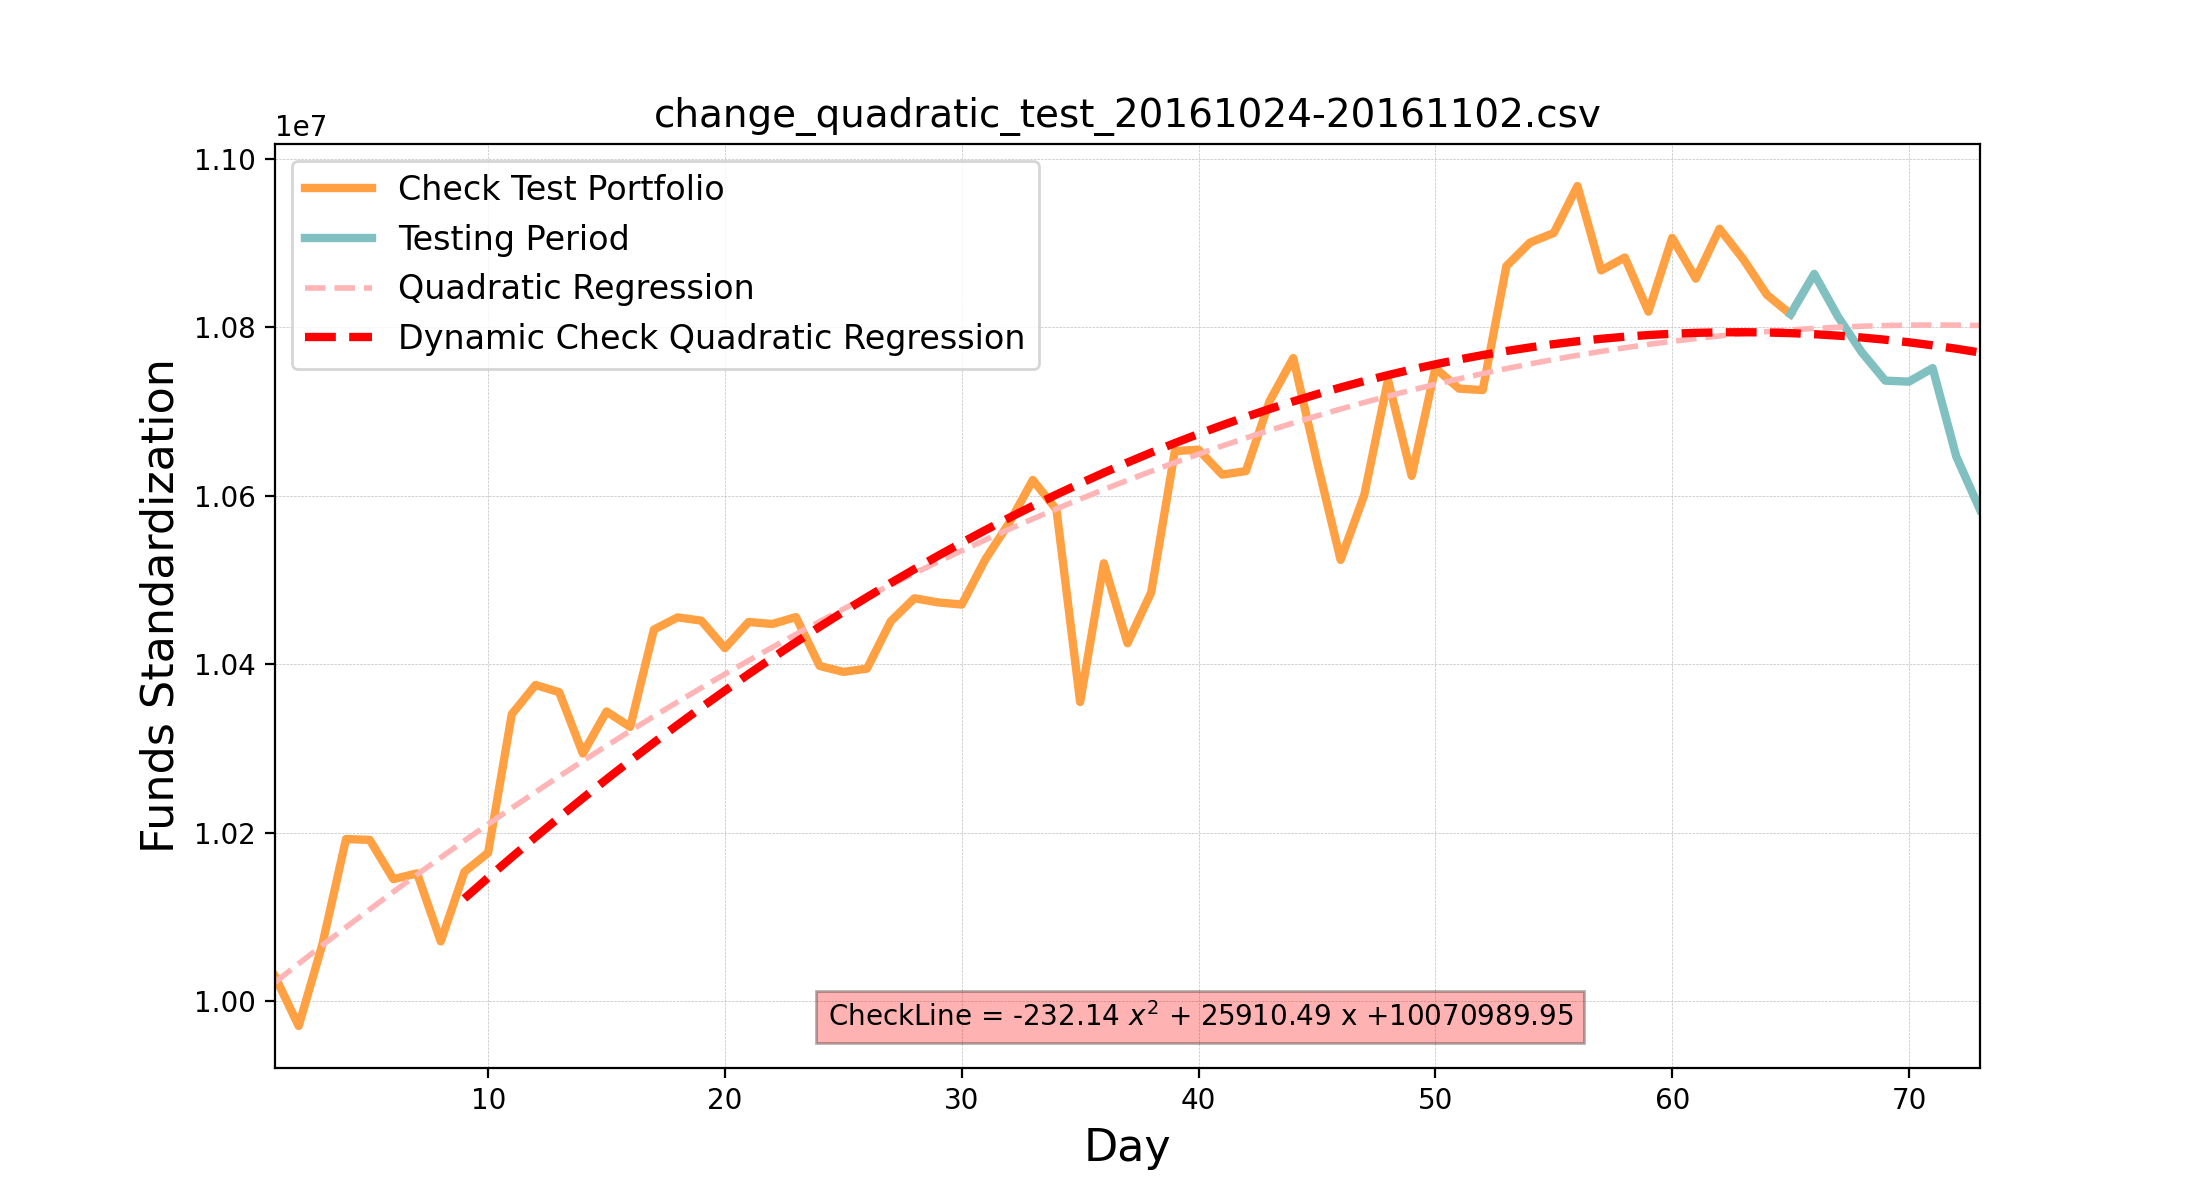 change_quadratic_test_20161024-20161102.csv
1e7
1.10
1.08
1.06
1.04
1.02
1.00
Funds Standardization
Check Test Portfolio
Testing Period
Quadratic Regression
Dynamic Check Quadratic Regression
CheckLine = -232.14 x² + 25910.49 x +10070989.95
10 20 30 40 50 60 70
Day